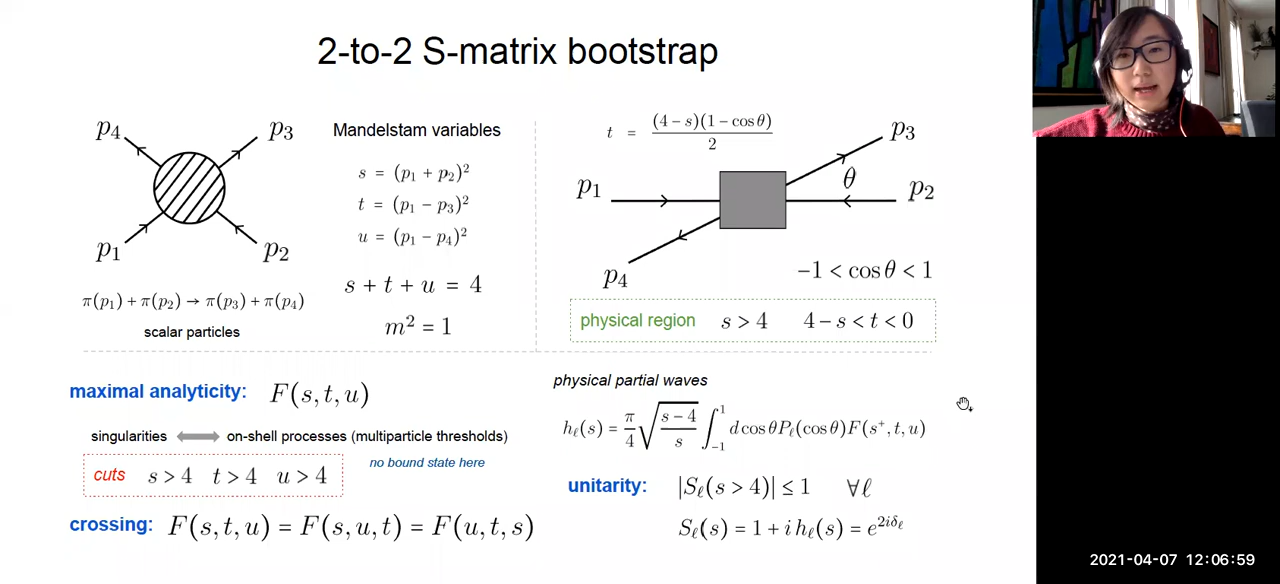 2-to-2 S-matrix bootstrap
p₄
p₃
p₁
p₂
π(p₁) + π(p₂) → π(p₃) + π(p₄)
scalar particles
Mandelstam variables
s = (p₁ + p₂)²
t = (p₁ − p₃)²
u = (p₁ − p₄)²
s + t + u = 4
m² = 1
t = (4 − s)(1 − cos θ) / 2
p₃
p₁
θ
p₂
p₄
−1 < cos θ < 1
physical region s > 4 4 − s < t < 0
maximal analyticity: F(s, t, u)
singularities ⟷ on-shell processes (multiparticle thresholds)
cuts s > 4 t > 4 u > 4
no bound state here
crossing: F(s, t, u) = F(s, u, t) = F(u, t, s)
physical partial waves
hℓ(s) = π/4 √((s − 4)/s) ∫₋₁¹ d cos θ Pℓ(cos θ) F(s⁺, t, u)
unitarity: |Sℓ(s > 4)| ≤ 1 ∀ℓ
Sℓ(s) = 1 + i hℓ(s) = e^{2iδℓ}
2021-04-07 12:06:59